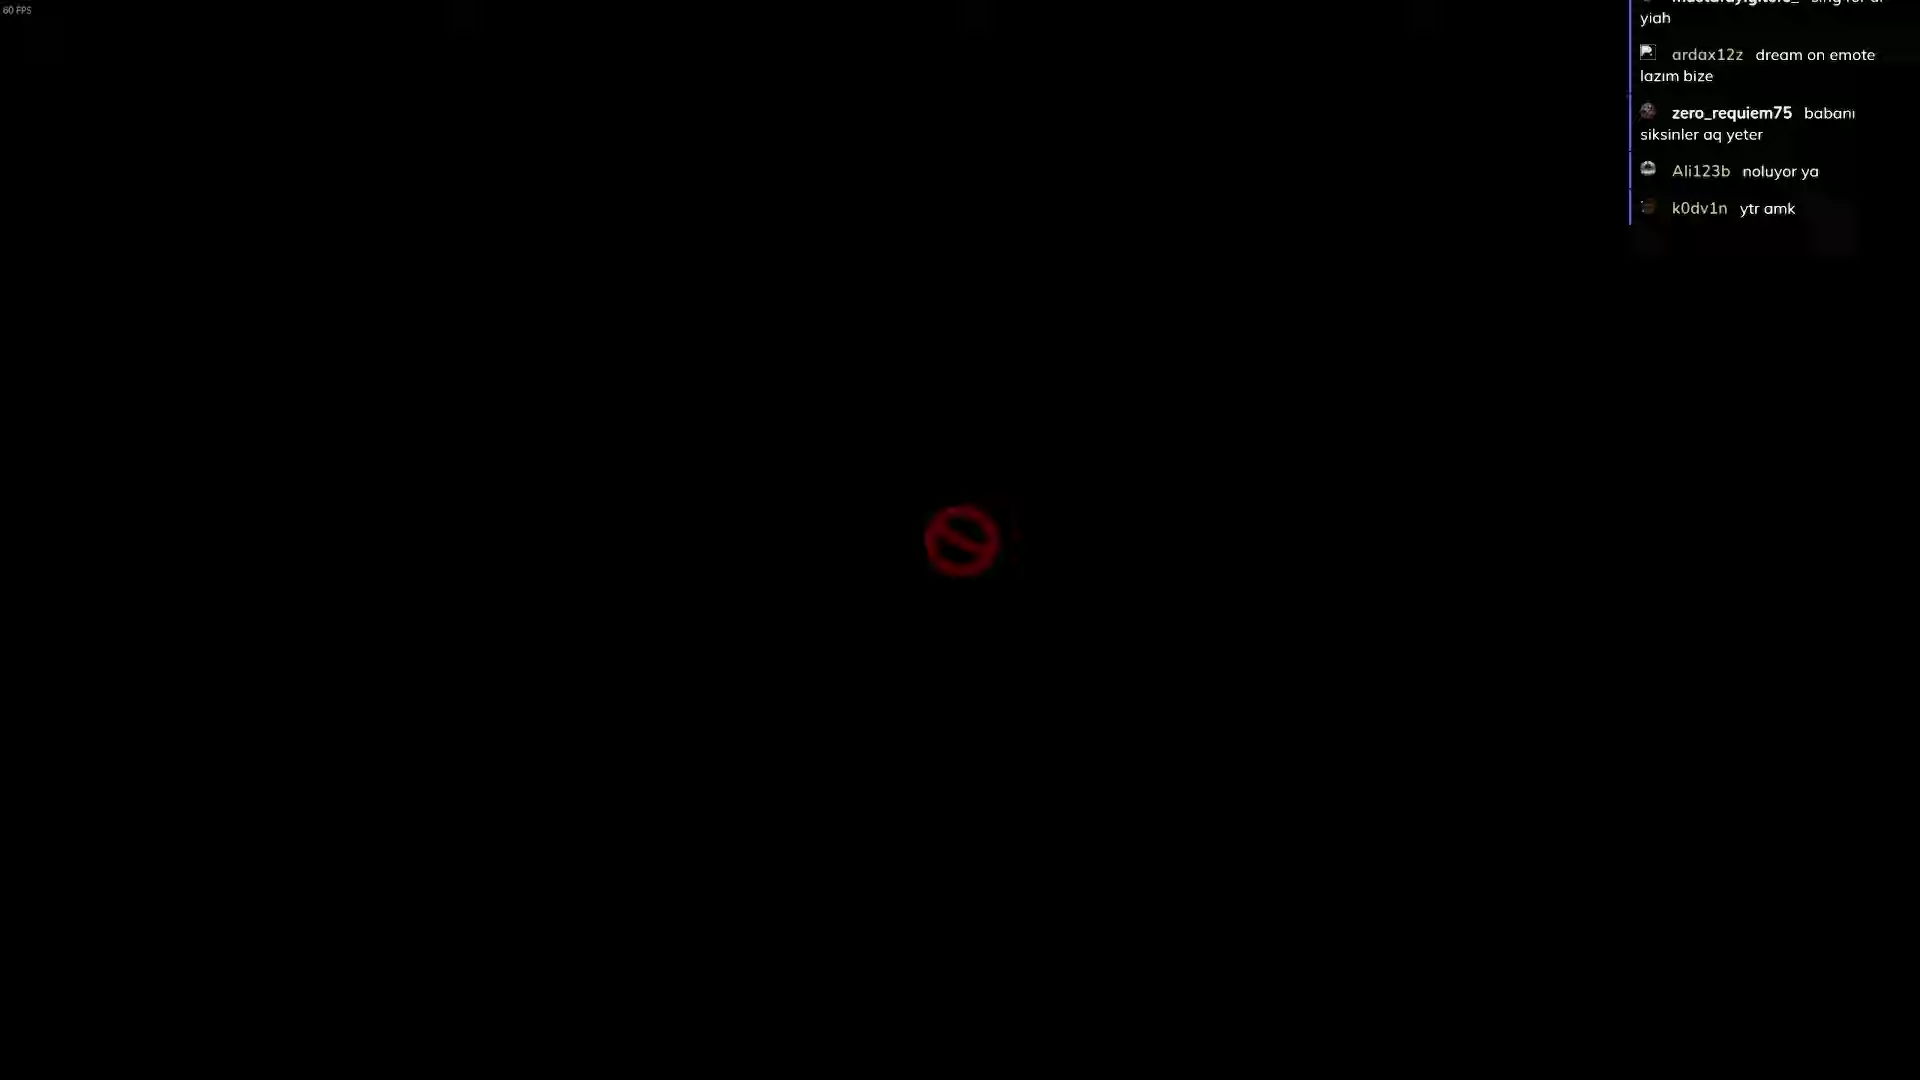 60 FPS
yiah
ardax12z dream on emote
lazım bize
zero_requiem75 babanı
siksinler aq yeter
Ali123b noluyor ya
k0dv1n ytr amk